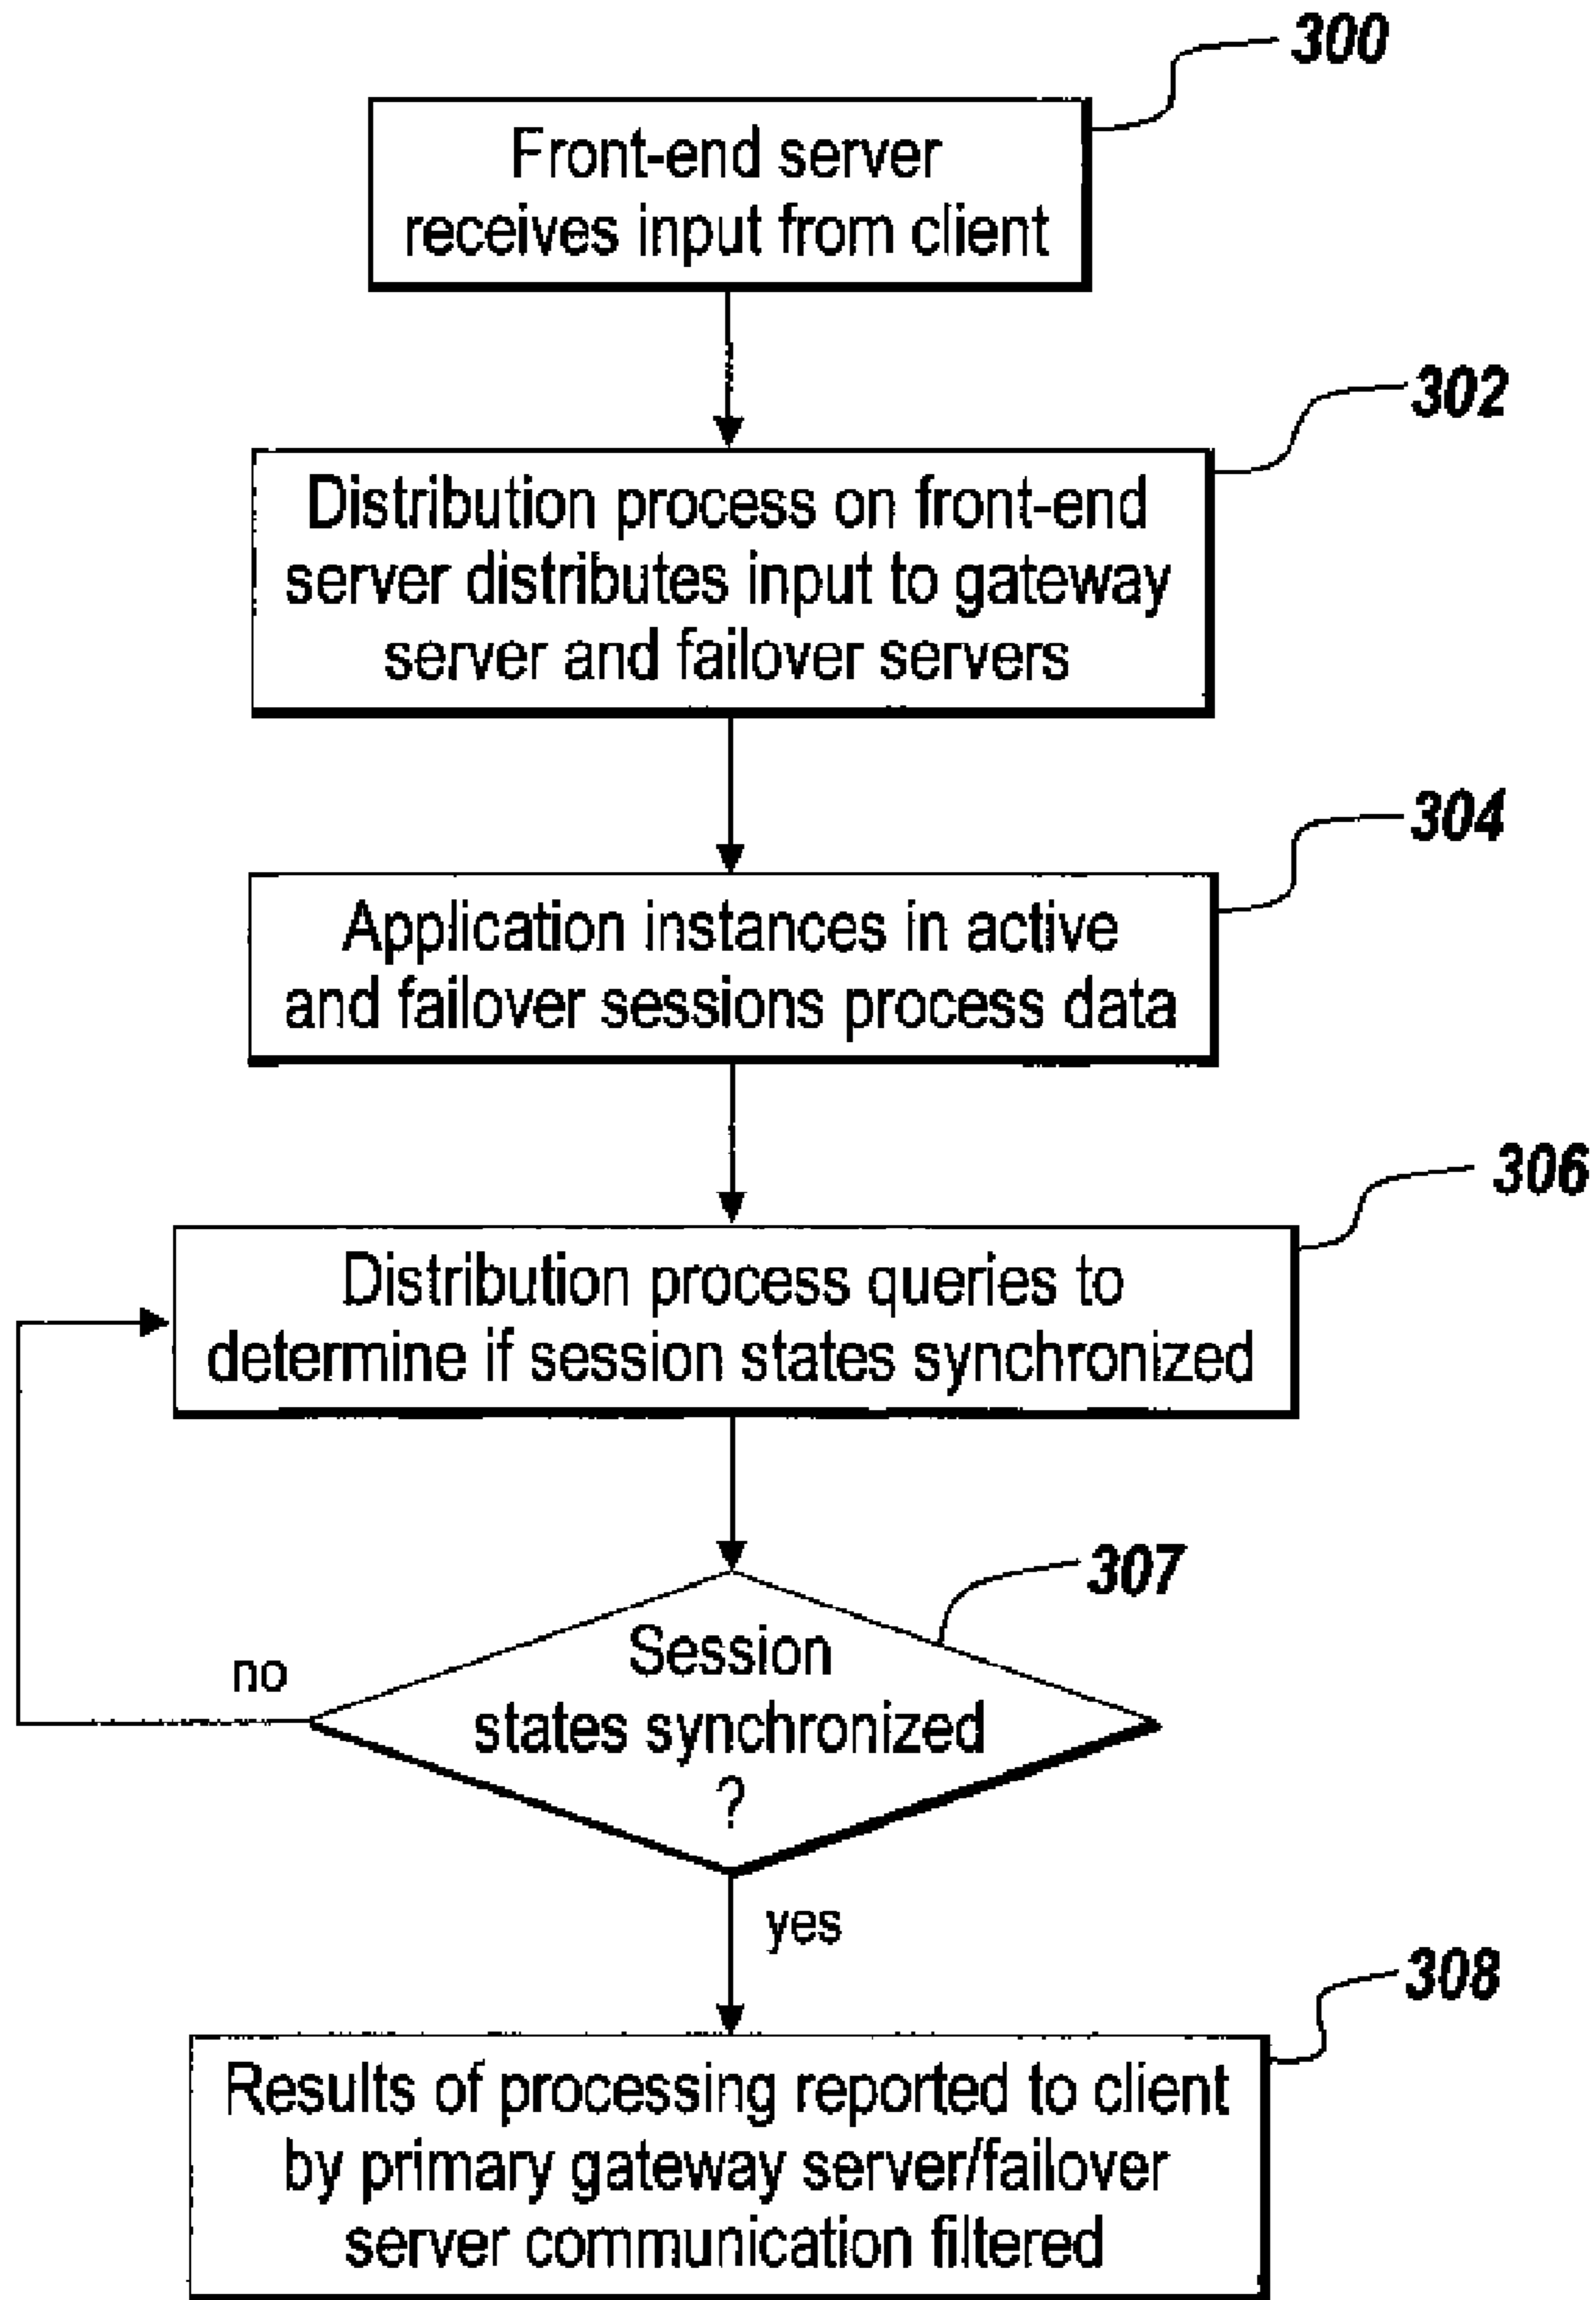 300
Front-end server
receives input from client
302
Distribution process on front-end
server distributes input to gateway
server and failover servers
304
Application instances in active
and failover sessions process data
306
Distribution process queries to
determine if session states synchronized
307
Session
states synchronized
?
no
yes
308
Results of processing reported to client
by primary gateway server/failover
server communication filtered